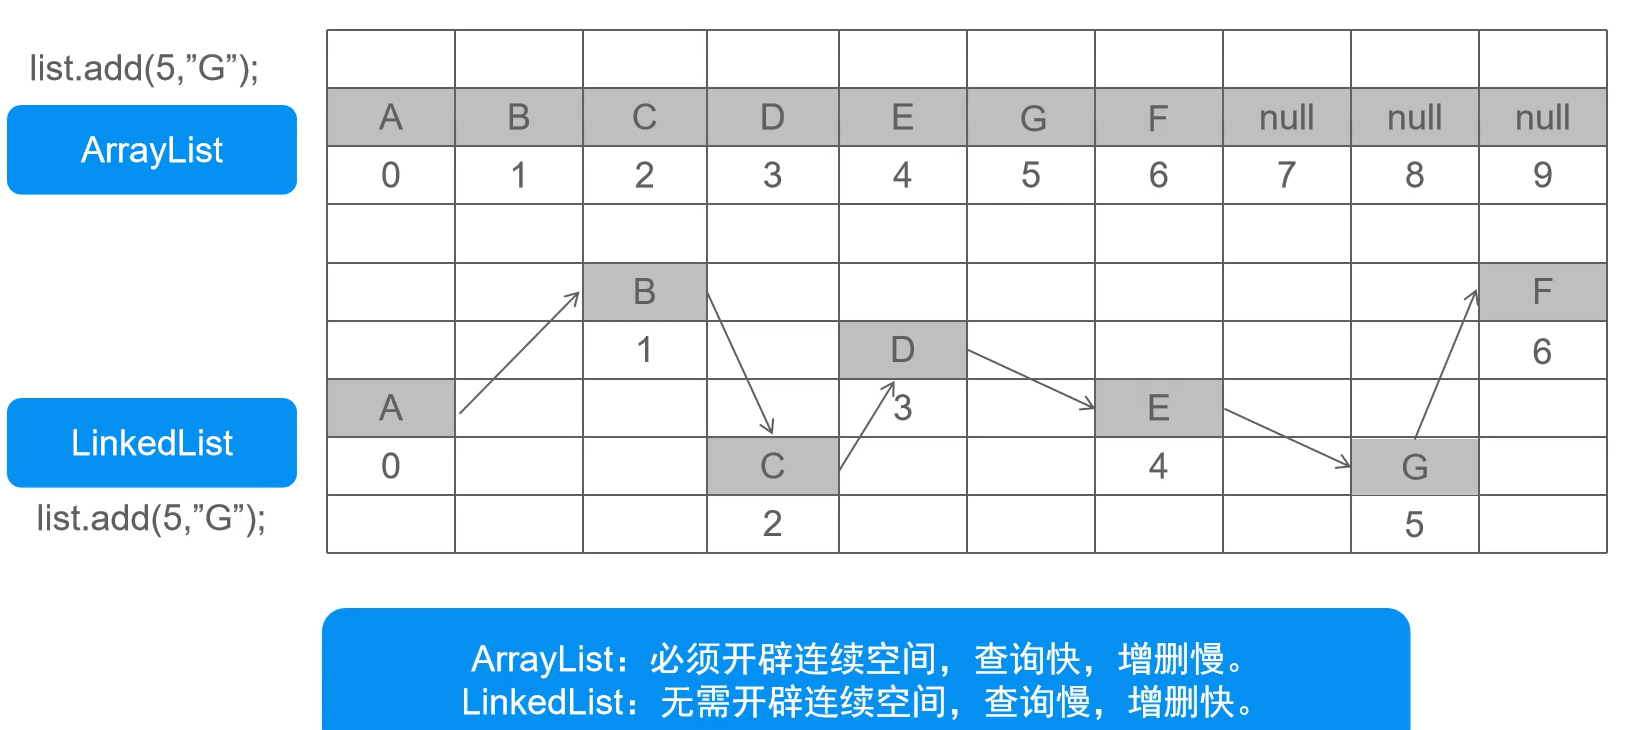 list.add(5,”G”);
ArrayList
A B C D E G F null null null
0 1 2 3 4 5 6 7 8 9
B F
1 D 6
A 3 E
LinkedList
0 C 4 G
list.add(5,”G”);
2 5
ArrayList：必须开辟连续空间，查询快，增删慢。
LinkedList：无需开辟连续空间，查询慢，增删快。